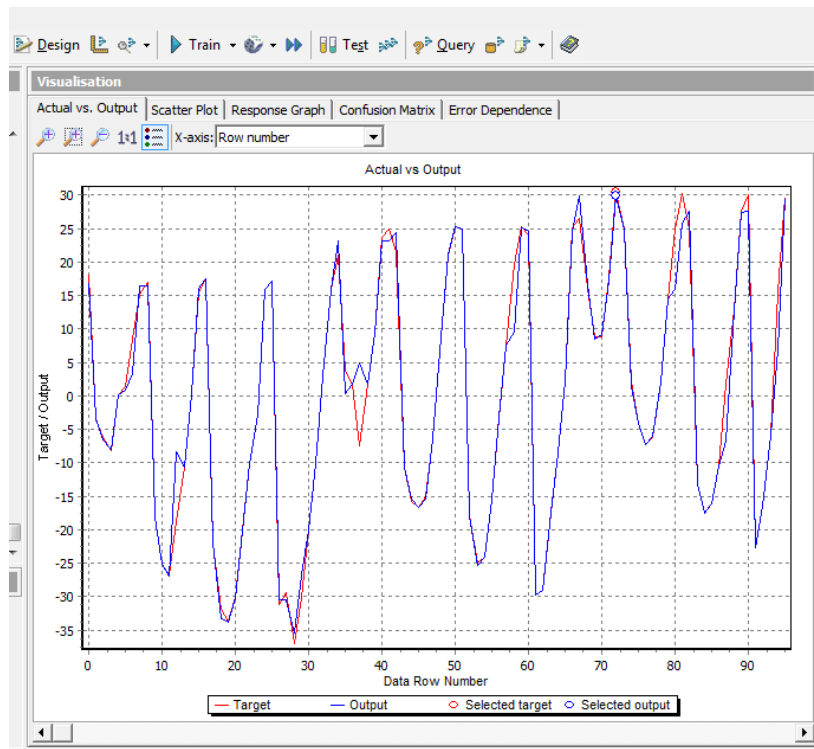 Design Train Test Query
Visualisation
Actual vs. Output Scatter Plot Response Graph Confusion Matrix Error Dependence
1:1 X-axis: Row number
Actual vs Output
30
25
20
15
10
5
0
-5
-10
-15
-20
-25
-30
-35
Target / Output
0 10 20 30 40 50 60 70 80 90
Data Row Number
Target Output Selected target Selected output